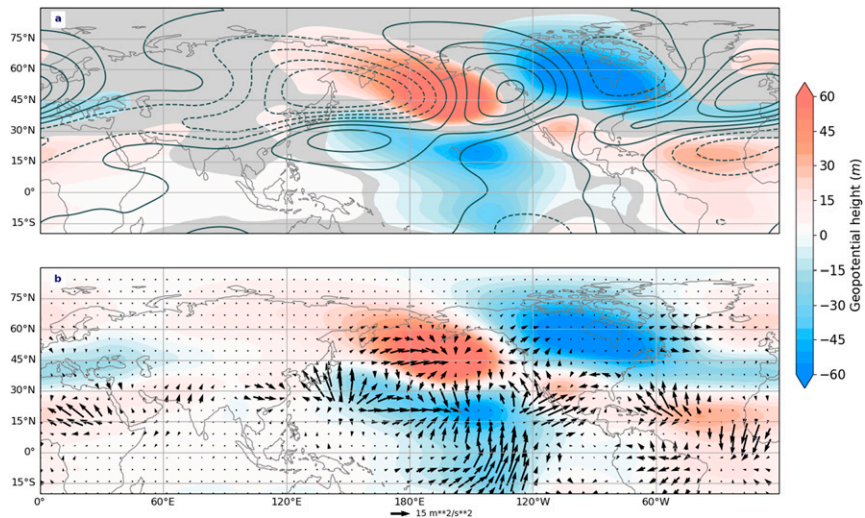 a
75°N
60°N
45°N
30°N
15°N
0°
15°S
60
45
30
15
0
−15
−30
−45
−60
Geopotential height (m)
b
75°N
60°N
45°N
30°N
15°N
0°
15°S
0°
60°E
120°E
180°W
120°W
60°W
15 m**2/s**2